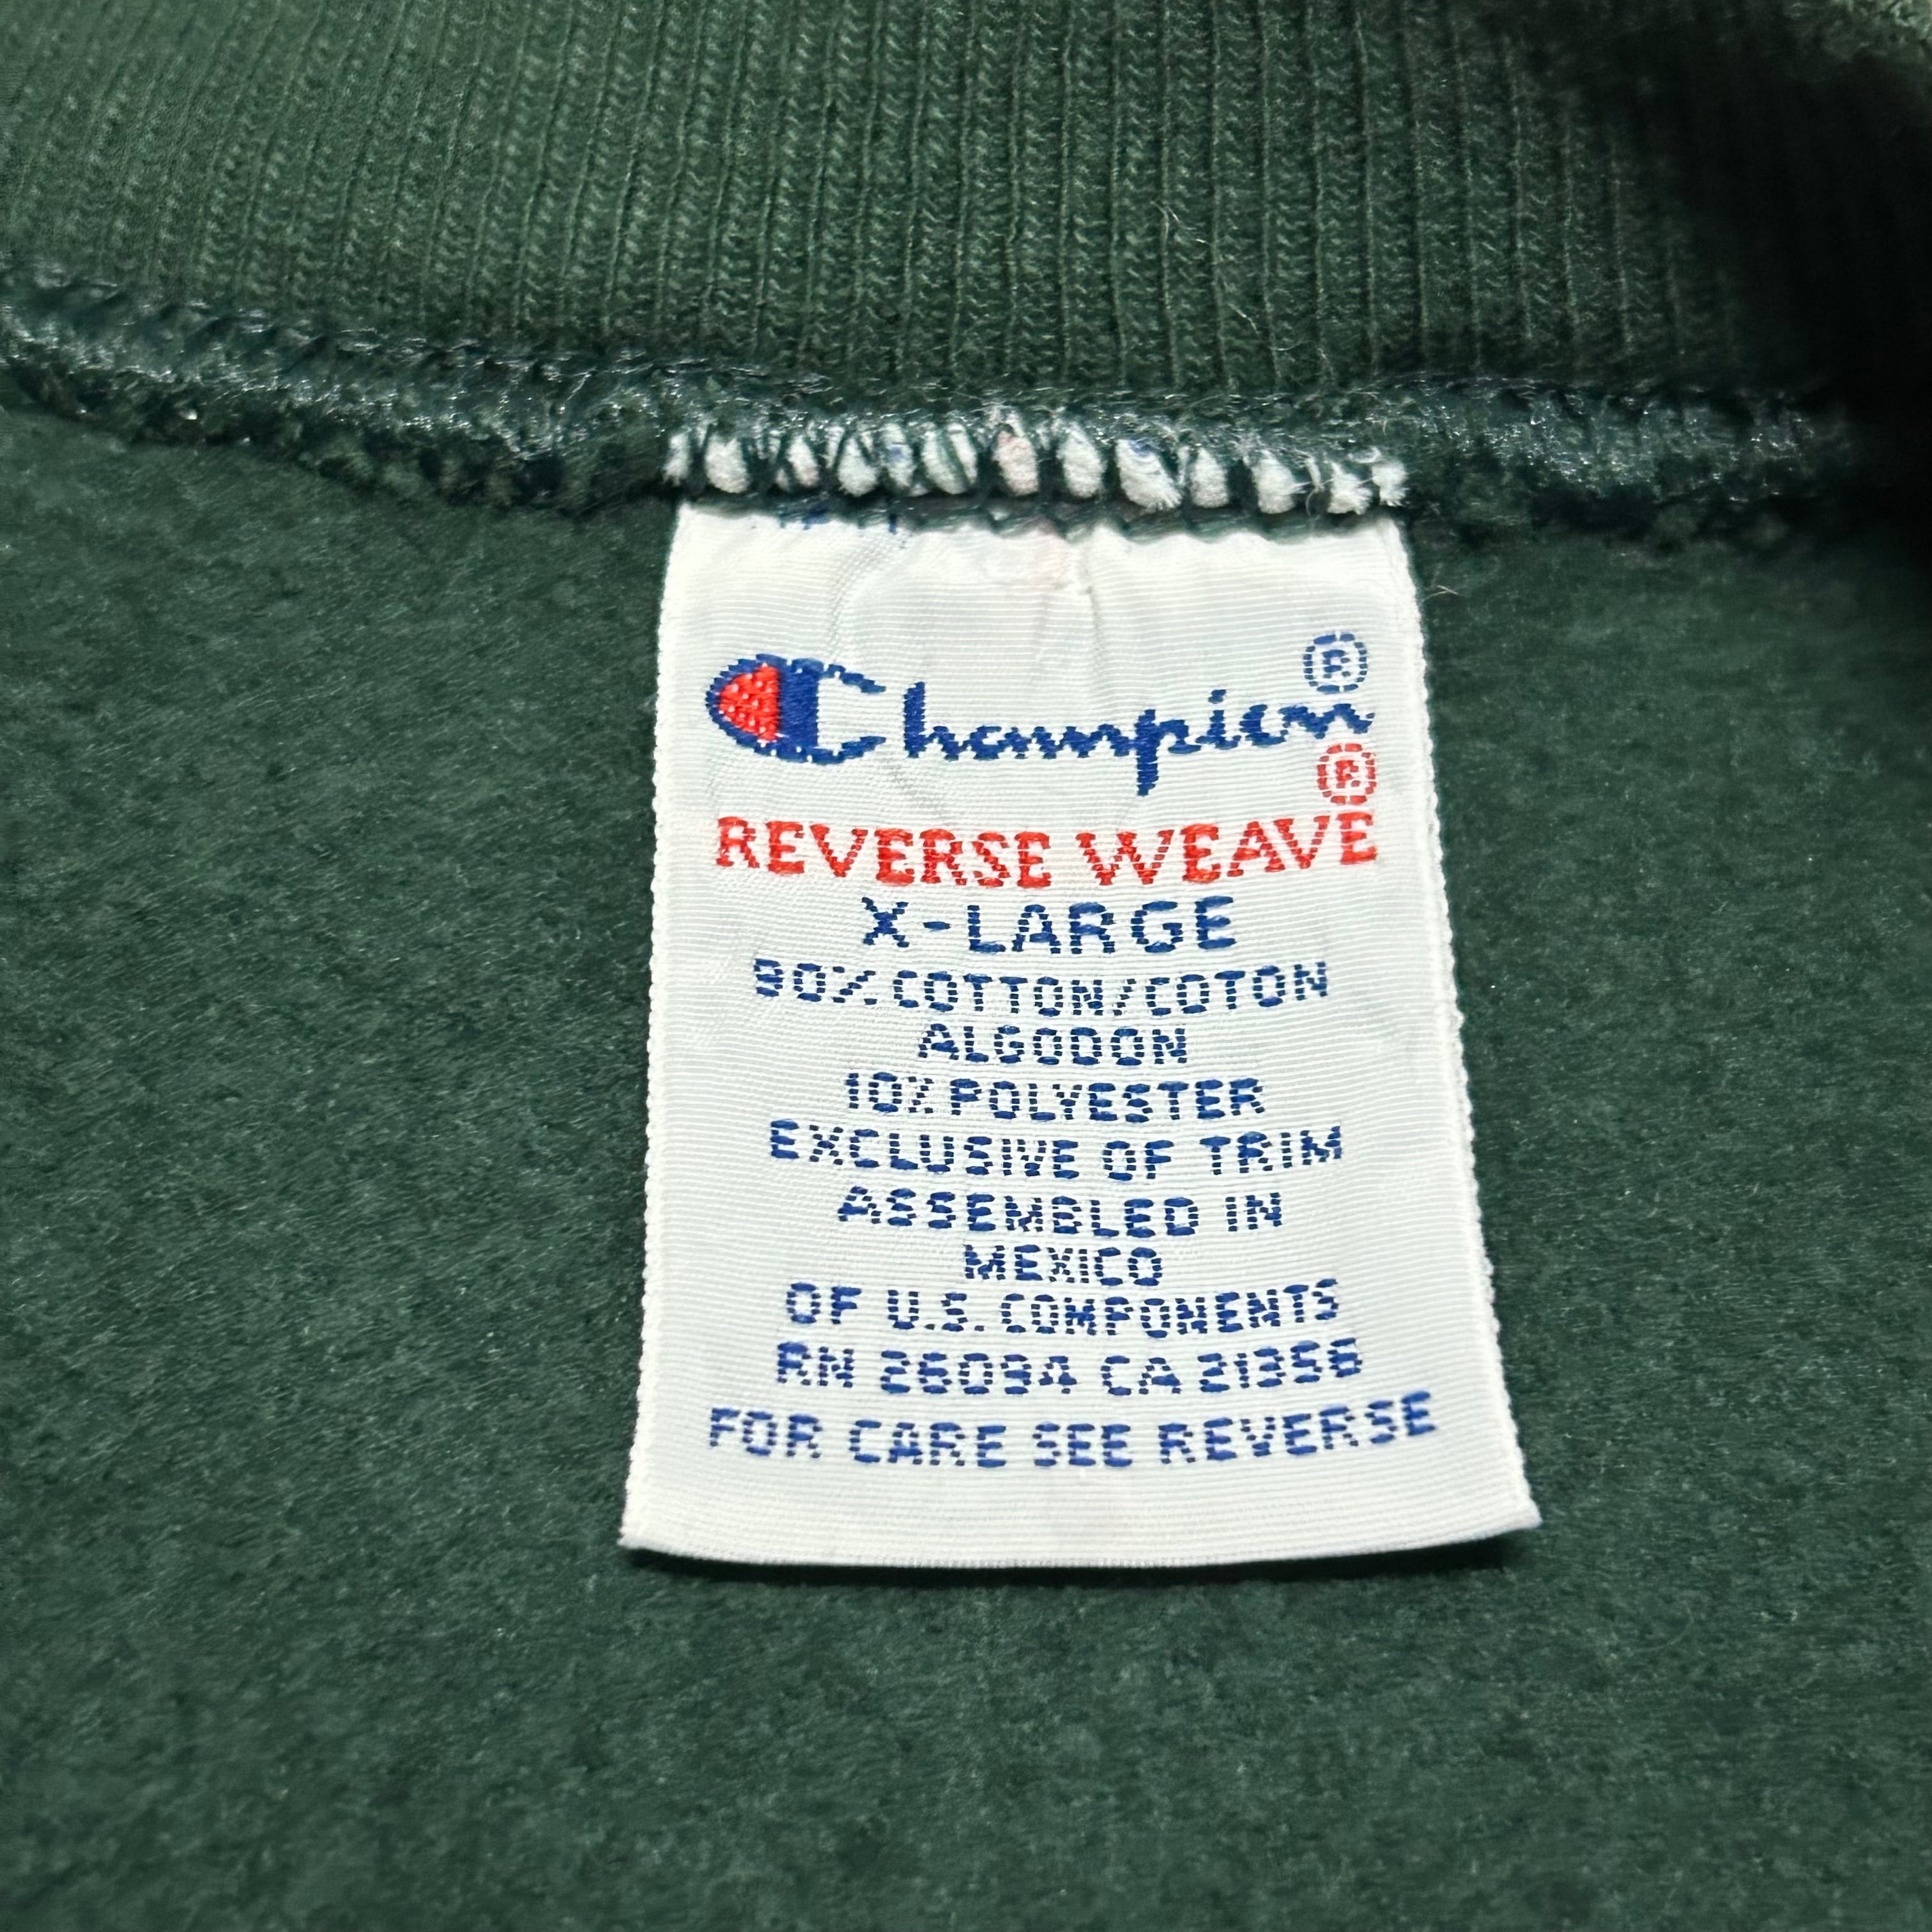 Champion®
®
REVERSE WEAVE
X-LARGE
90% COTTON/COTON
ALGODON
10% POLYESTER
EXCLUSIVE OF TRIM
ASSEMBLED IN
MEXICO
OF U.S. COMPONENTS
RN 26094 CA 21356
FOR CARE SEE REVERSE